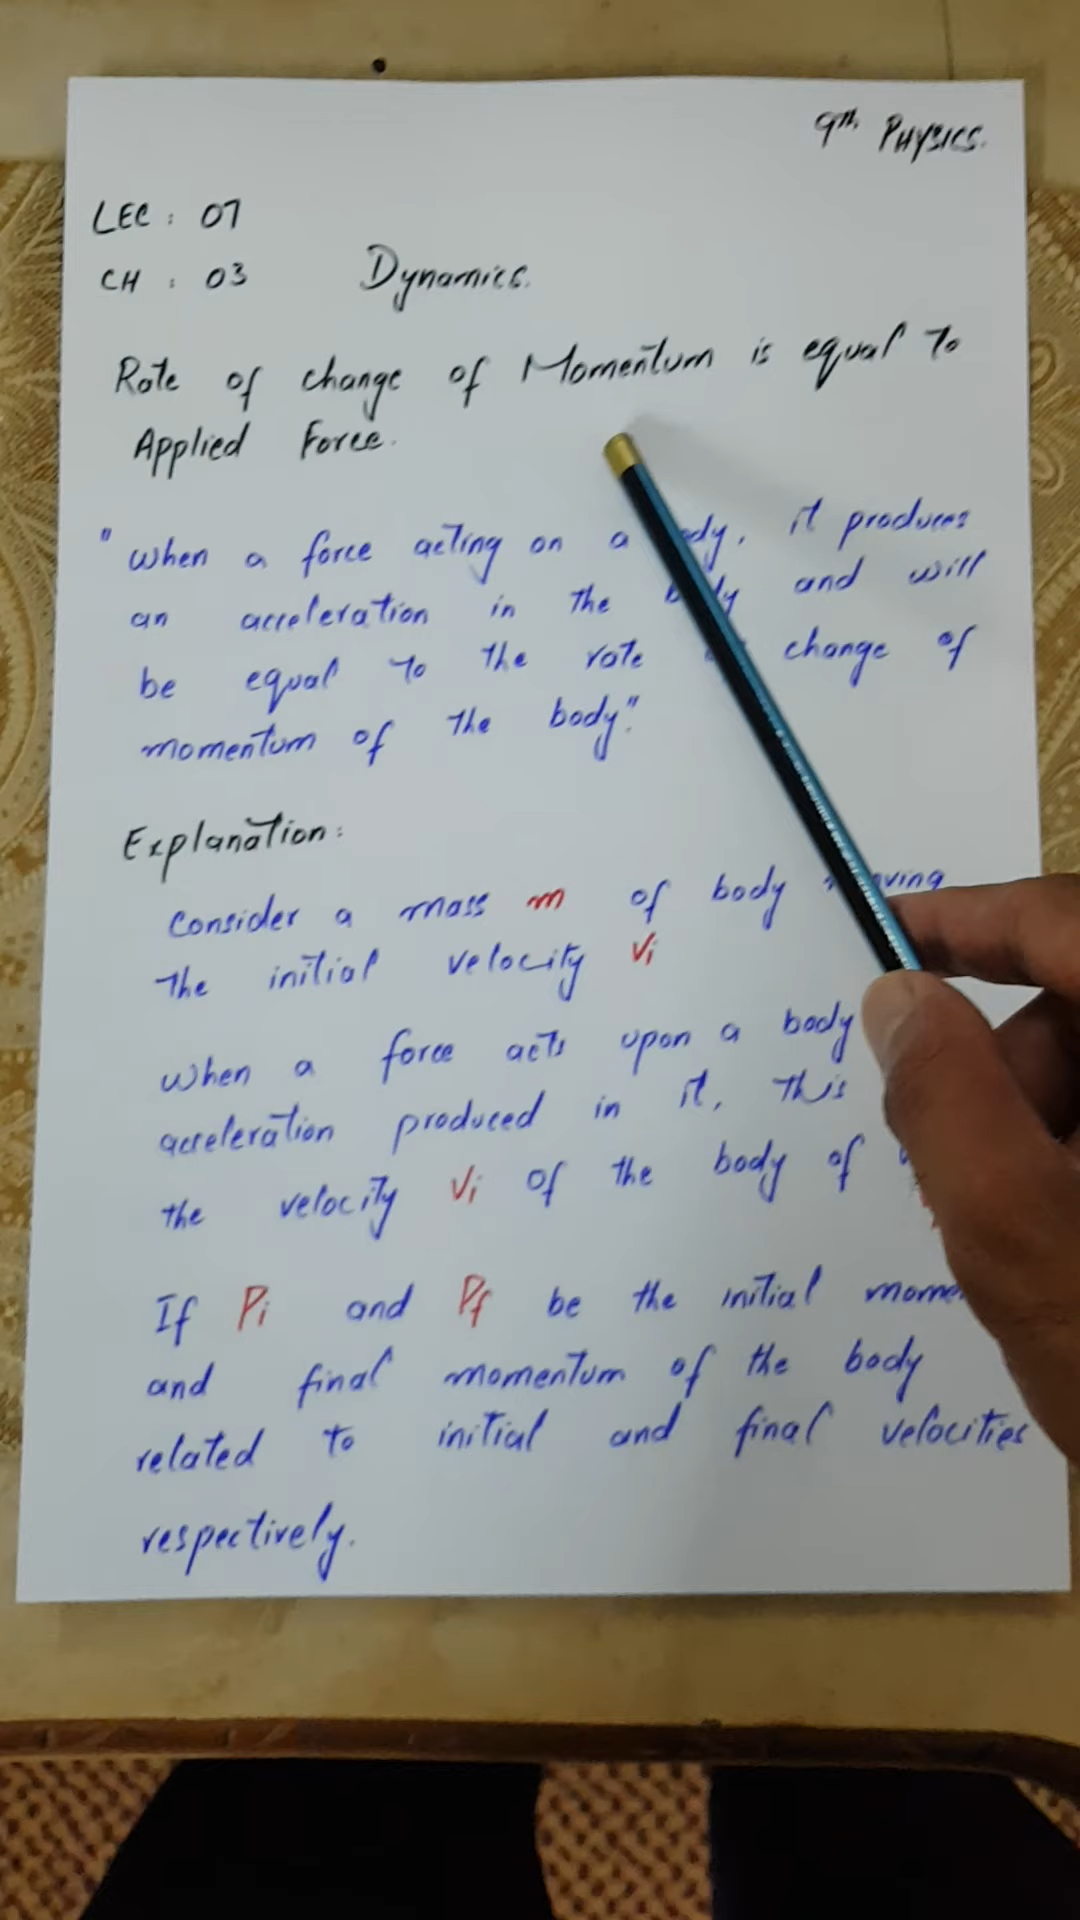 9th Physics.
LEC : 07
CH : 03 Dynamics.
Rate of change of Momentum is equal to
Applied Force.
"when a force acting on a body, it produces
an acceleration in the body and will
be equal to the rate change of
momentum of the body".
Explanation:
Consider a mass m of body moving
the initial velocity Vi
when a force acts upon a body
acceleration produced in it, This
the velocity Vi of the body of
If Pi and Pf be the initial
and final momentum of the body
related to initial and final velocities
respectively.